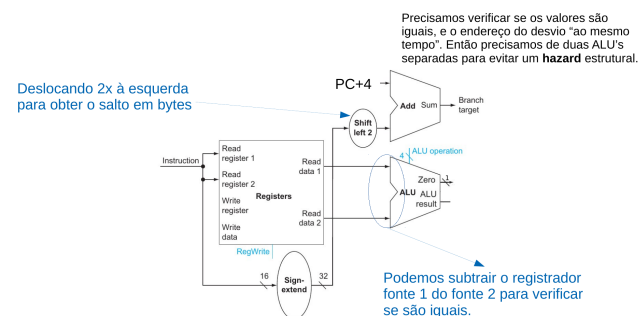 Precisamos verificar se os valores são
iguais, e o endereço do desvio “ao mesmo
tempo”. Então precisamos de duas ALU’s
separadas para evitar um hazard estrutural.
Deslocando 2x à esquerda
para obter o salto em bytes
PC+4
Add Sum
Branch
target
Shift
left 2
Instruction
Read
register 1
Read
register 2
Write
register
Write
data
Registers
Read
data 1
Read
data 2
RegWrite
4
ALU operation
Zero
1
ALU ALU
result
16
Sign-
extend
32
Podemos subtrair o registrador
fonte 1 do fonte 2 para verificar
se são iguais.